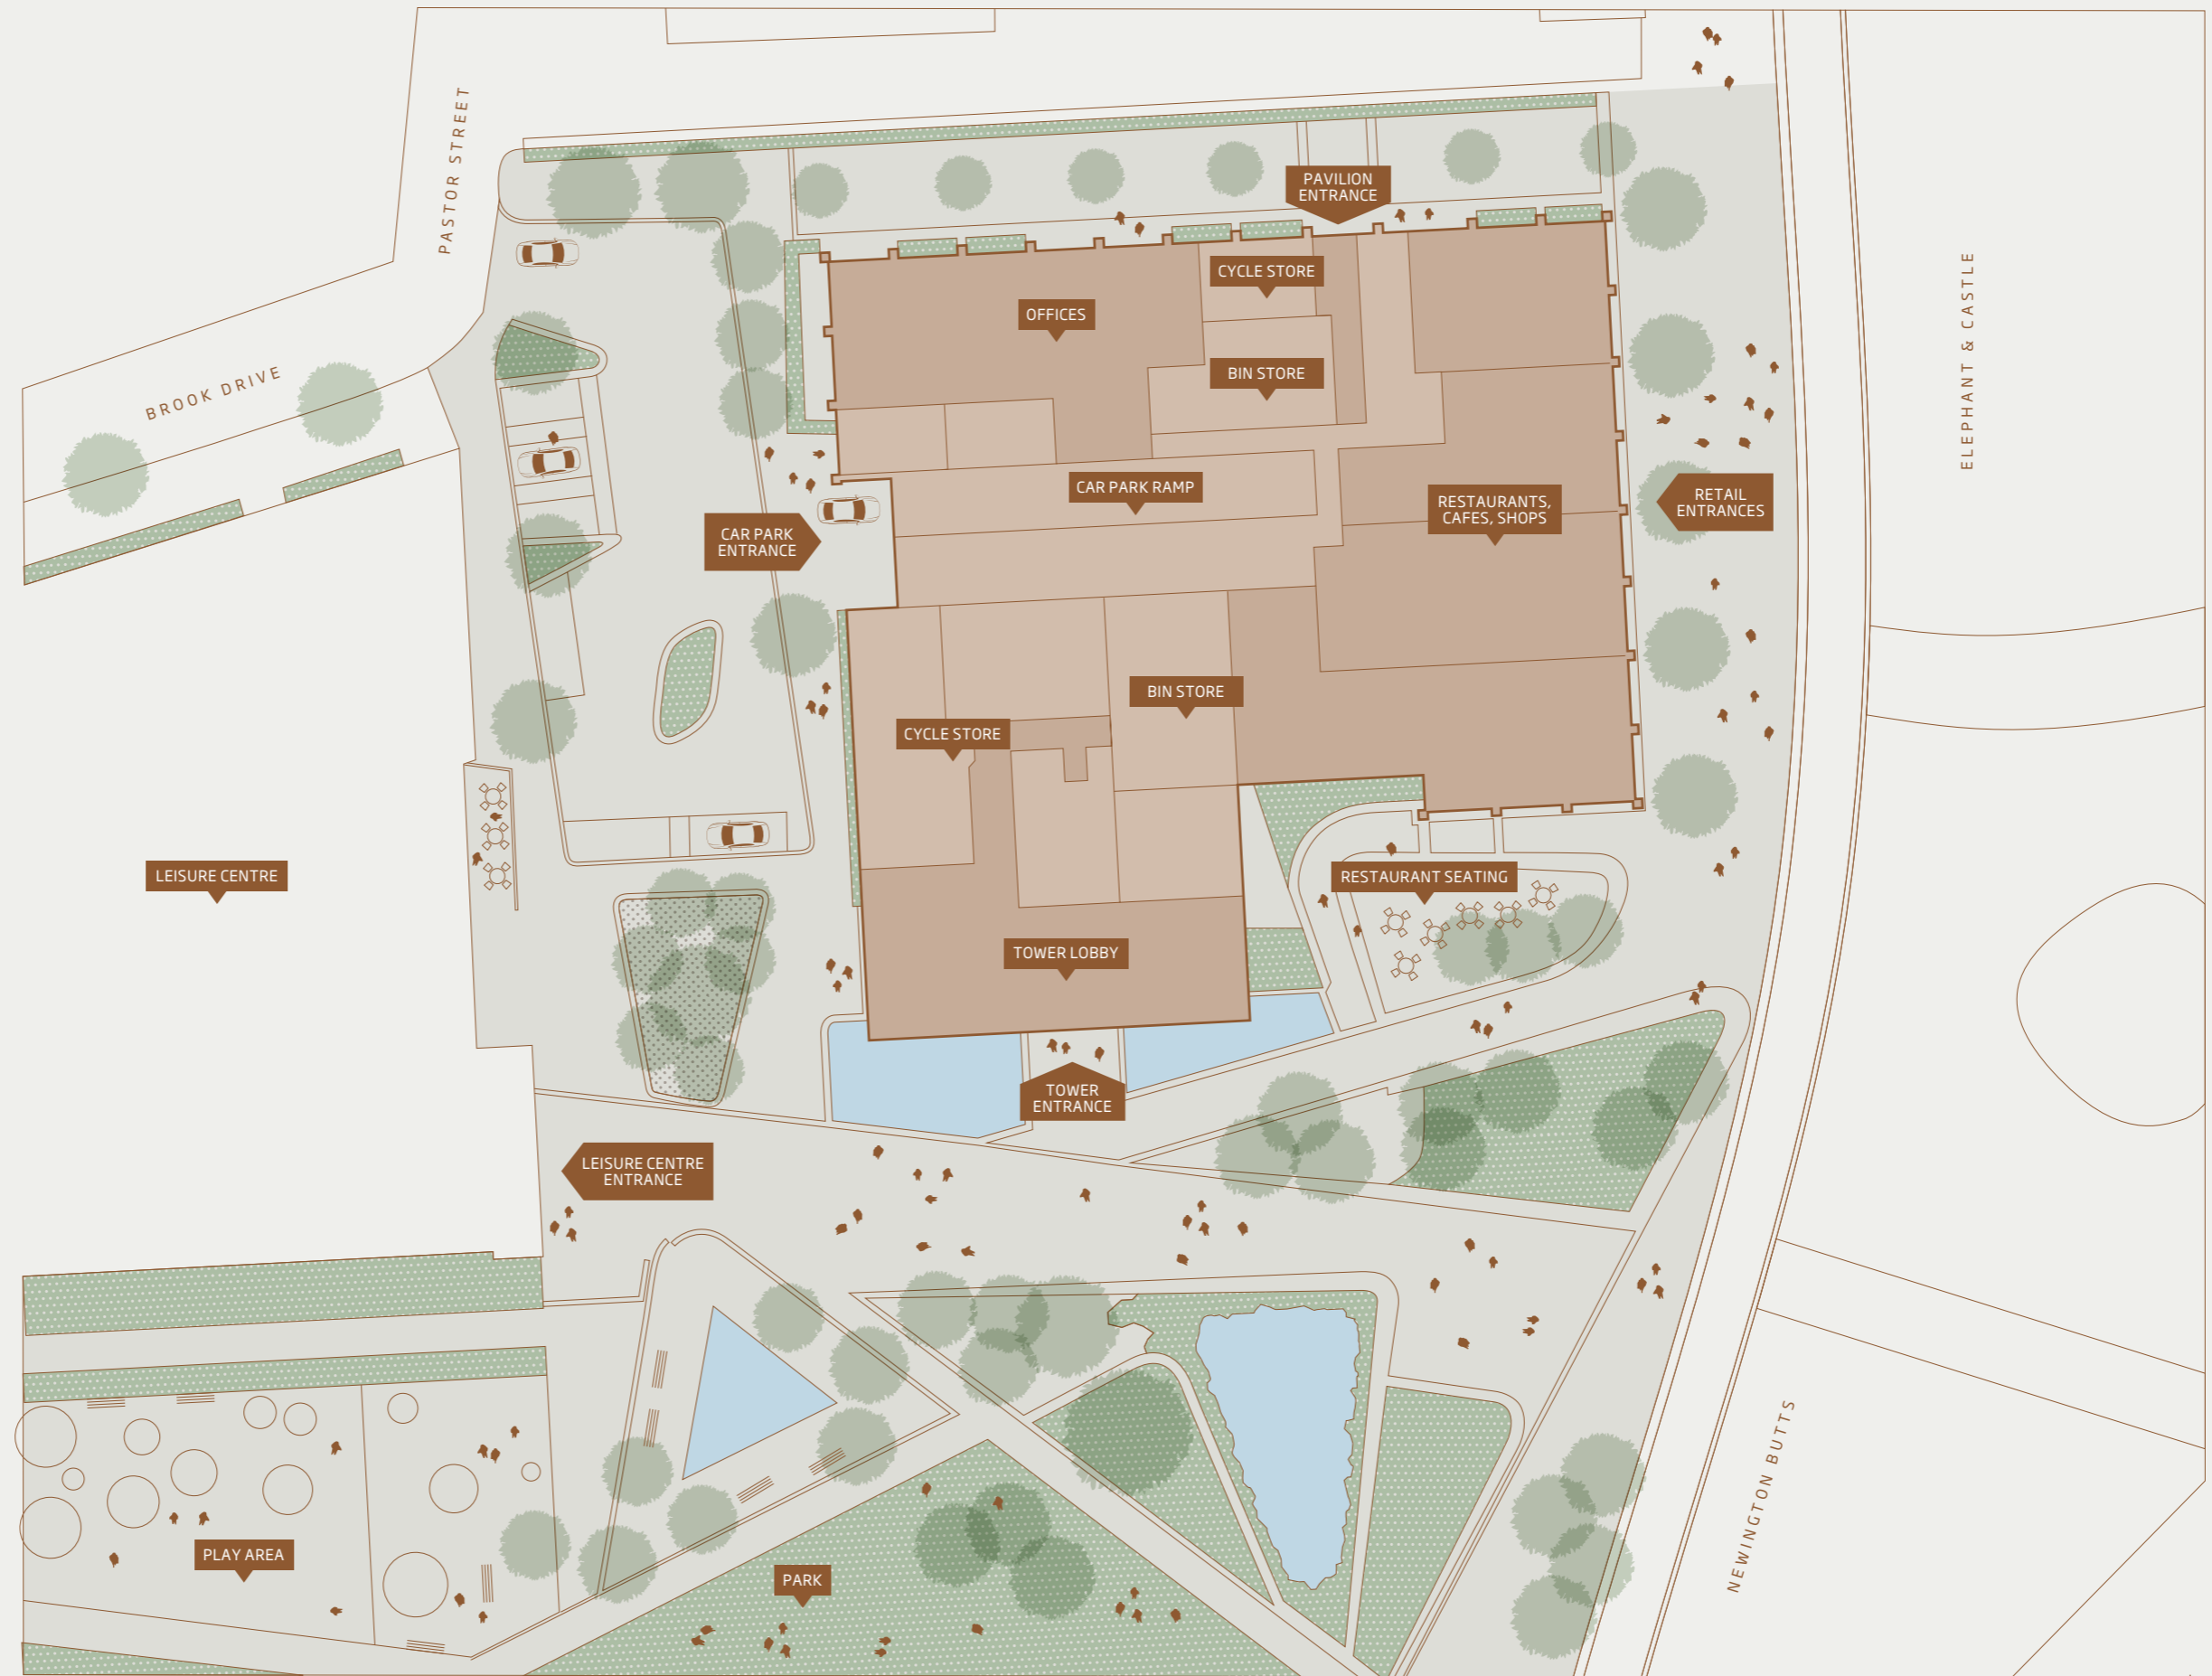 PASTOR STREET
PAVILION
ENTRANCE
CYCLE STORE
OFFICES
BIN STORE
BROOK DRIVE
ELEPHANT & CASTLE
CAR PARK RAMP
RESTAURANTS,
CAFES, SHOPS
RETAIL
ENTRANCES
CAR PARK
ENTRANCE
BIN STORE
CYCLE STORE
LEISURE CENTRE
RESTAURANT SEATING
TOWER LOBBY
TOWER
ENTRANCE
LEISURE CENTRE
ENTRANCE
NEWINGTON BUTTS
PLAY AREA
PARK